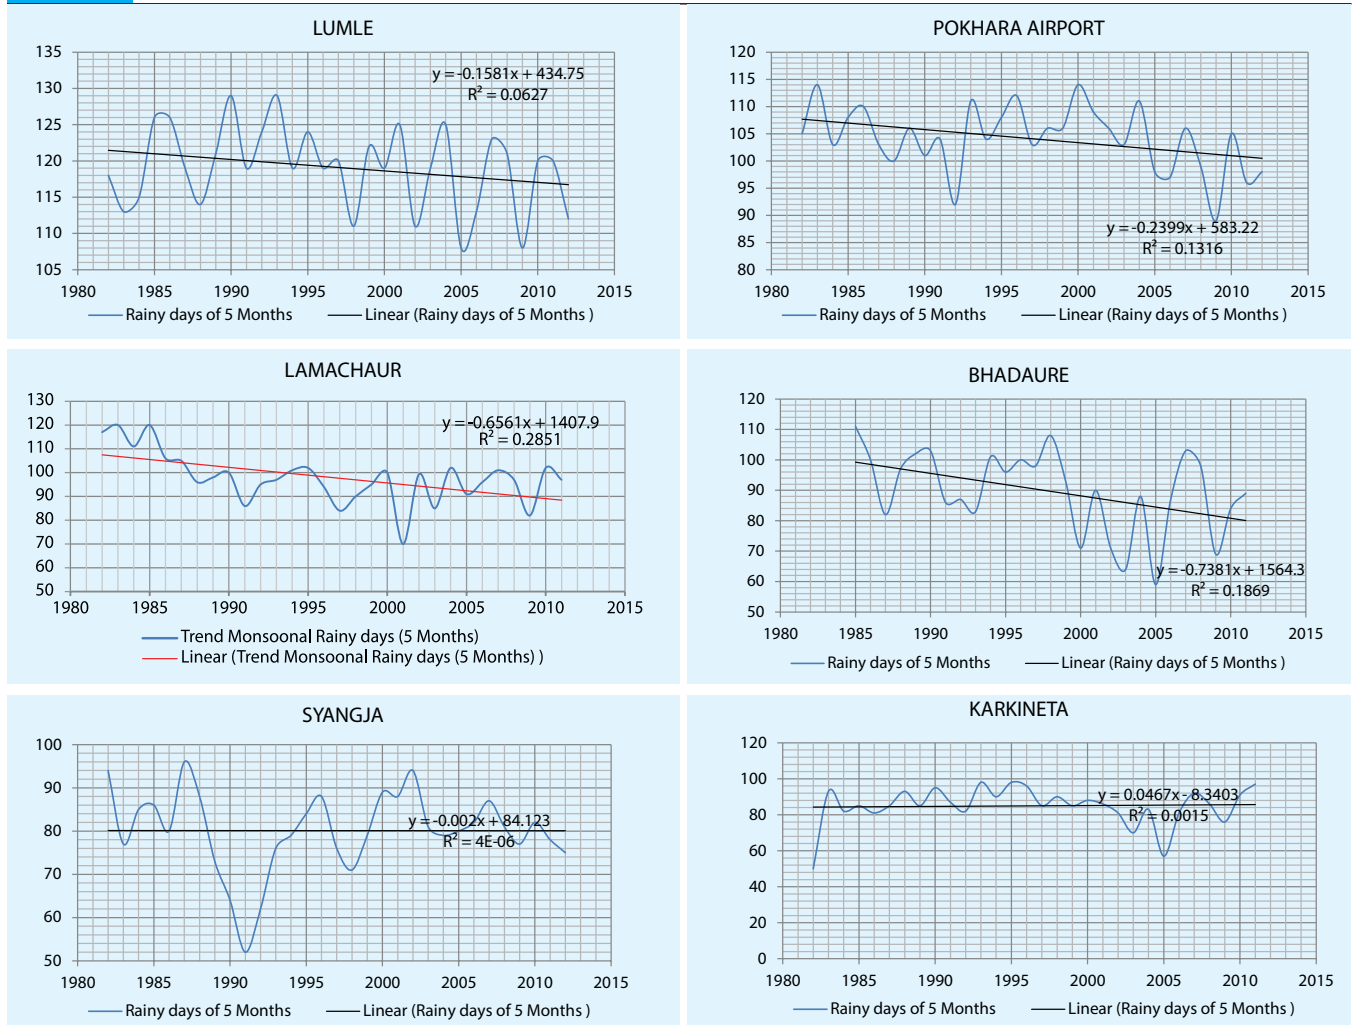 LUMLE
135
130
125
120
115
110
105
y = -0.1581x + 434.75
R² = 0.0627
1980 1985 1990 1995 2000 2005 2010 2015
Rainy days of 5 Months Linear (Rainy days of 5 Months )
POKHARA AIRPORT
120
115
110
105
100
95
90
85
80
y = -0.2399x + 583.22
R² = 0.1316
1980 1985 1990 1995 2000 2005 2010 2015
Rainy days of 5 Months Linear (Rainy days of 5 Months )
LAMACHAUR
130
120
110
100
90
80
70
60
50
y = -0.6561x + 1407.9
R² = 0.2851
1980 1985 1990 1995 2000 2005 2010 2015
Trend Monsoonal Rainy days (5 Months)
Linear (Trend Monsoonal Rainy days (5 Months) )
BHADAURE
120
110
100
90
80
70
60
50
y = -0.7381x + 1564.3
R² = 0.1869
1980 1985 1990 1995 2000 2005 2010 2015
Rainy days of 5 Months Linear (Rainy days of 5 Months )
SYANGJA
100
90
80
70
60
50
y = -0.002x + 84.123
R² = 4E-06
1980 1985 1990 1995 2000 2005 2010 2015
Rainy days of 5 Months Linear (Rainy days of 5 Months )
KARKINETA
120
100
80
60
40
20
0
y = 0.0467x - 8.3403
R² = 0.0015
1980 1985 1990 1995 2000 2005 2010 2015
Rainy days of 5 Months Linear (Rainy days of 5 Months )